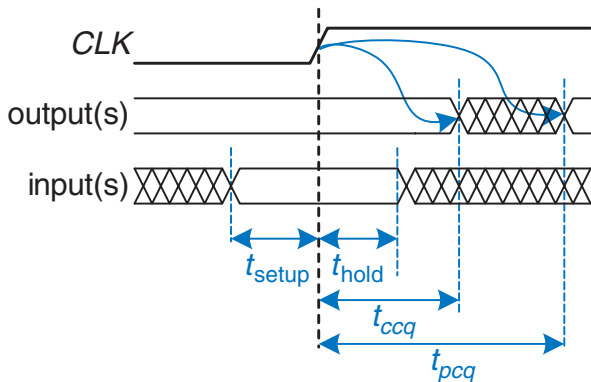 CLK
output(s)
input(s)
tsetup thold
tccq
tpcq